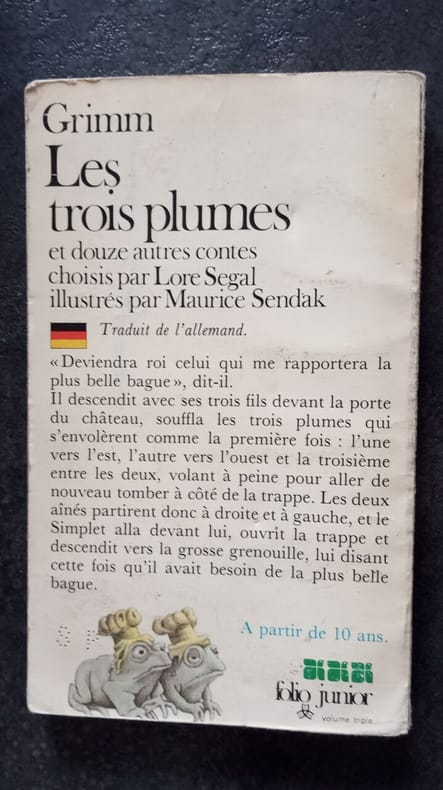 Grimm
Les
trois plumes
et douze autres contes
choisis par Lore Segal
illustrés par Maurice Sendak
Traduit de l'allemand.
« Deviendra roi celui qui me rapportera la
plus belle bague », dit-il.
Il descendit avec ses trois fils devant la porte
du château, souffla les trois plumes qui
s'envolèrent comme la première fois : l'une
vers l'est, l'autre vers l'ouest et la troisième
entre les deux, volant à peine pour aller de
nouveau tomber à côté de la trappe. Les deux
aînés partirent donc à droite et à gauche, et le
Simplet alla devant lui, ouvrit la trappe et
descendit vers la grosse grenouille, lui disant
cette fois qu'il avait besoin de la plus belle
bague.
A partir de 10 ans.
folio junior
volume triple